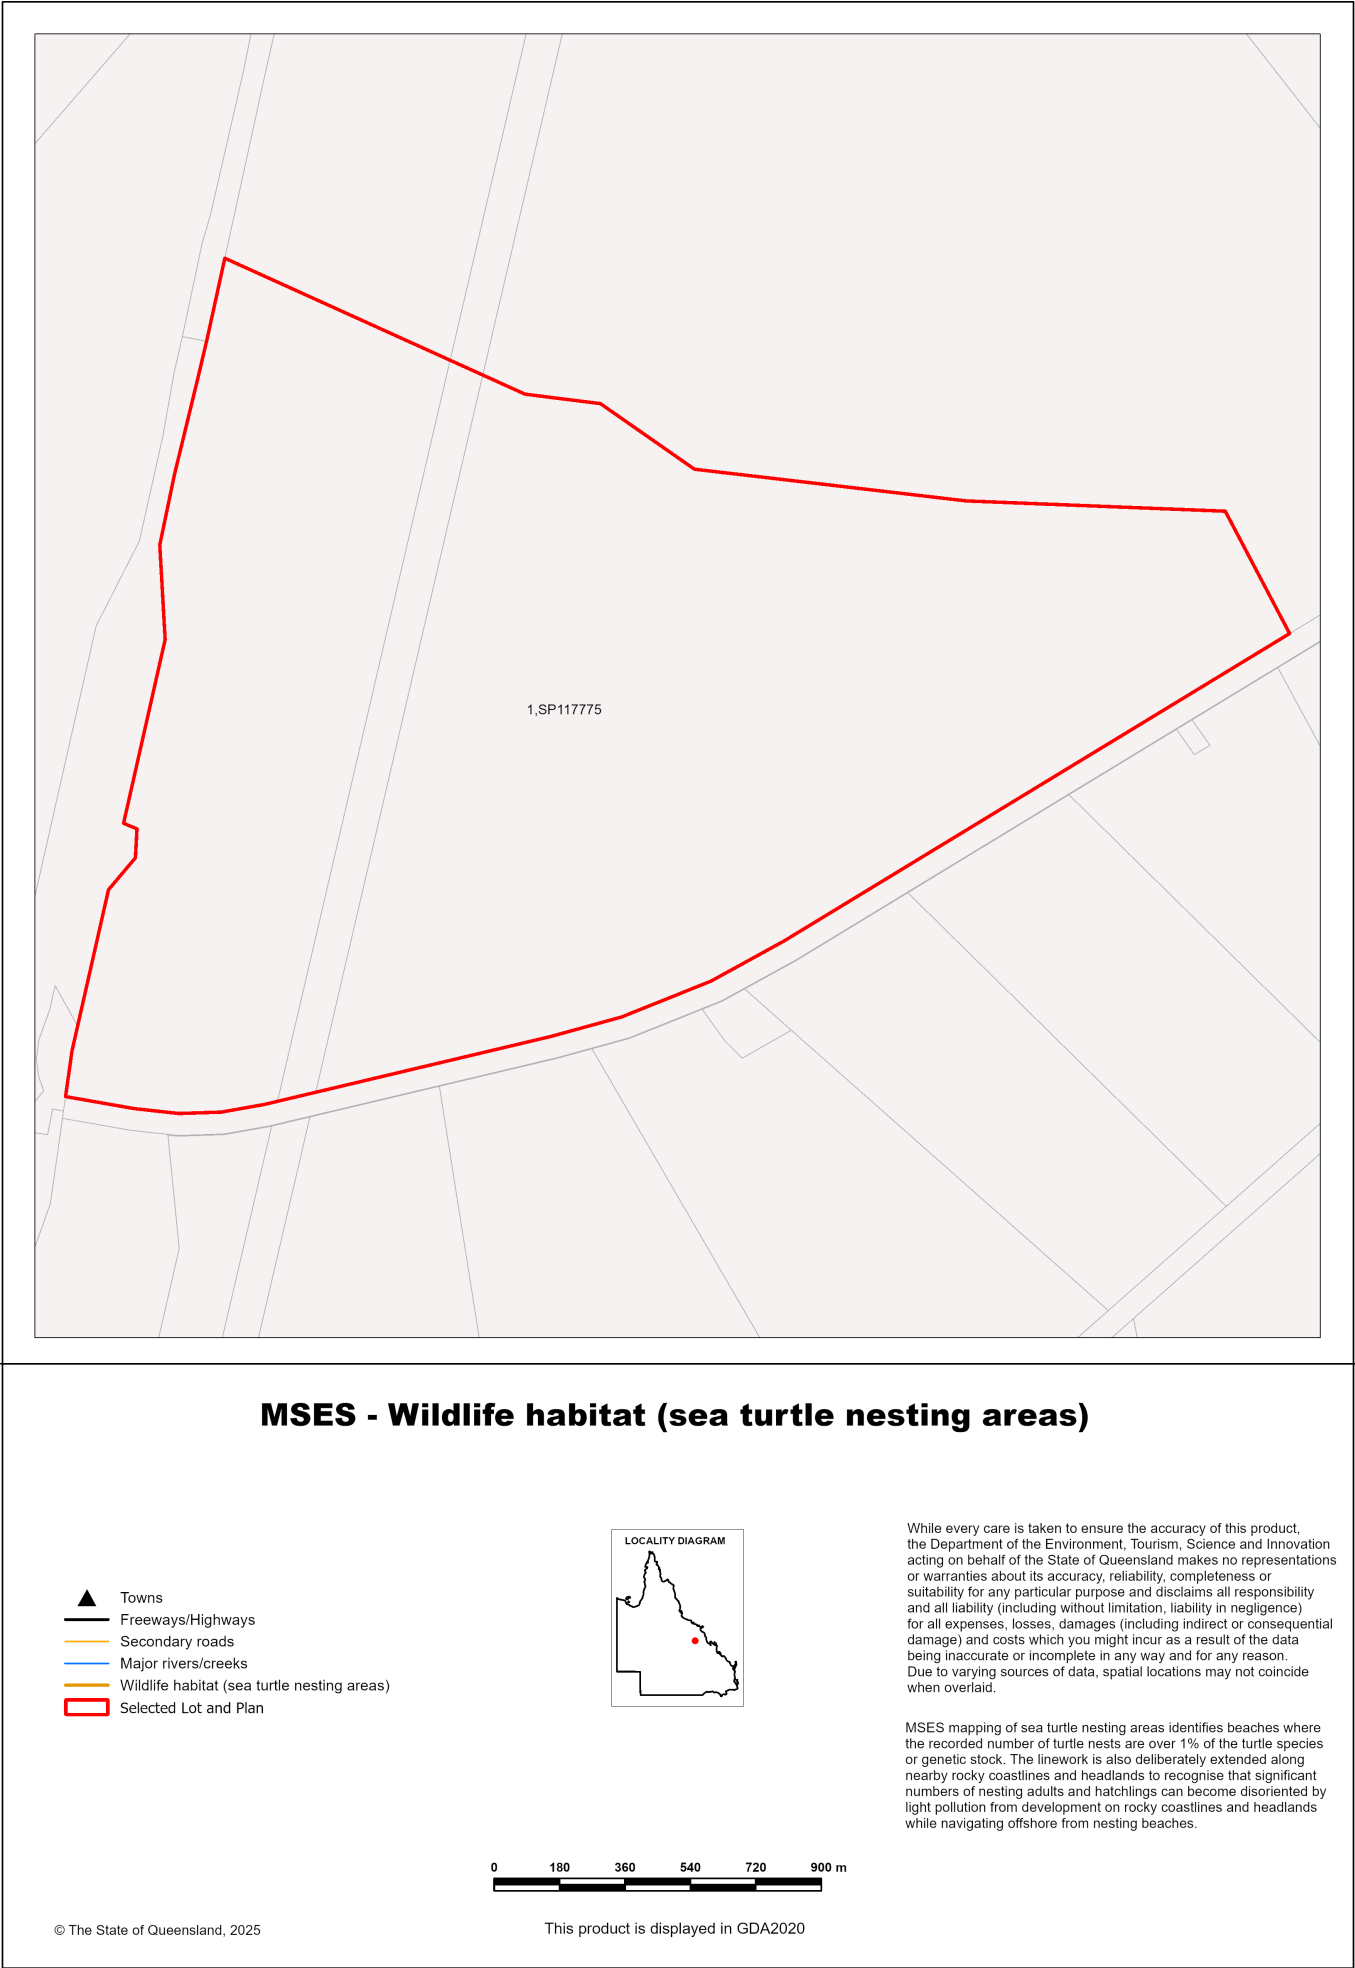 1,SP117775
MSES - Wildlife habitat (sea turtle nesting areas)
Towns
Freeways/Highways
Secondary roads
Major rivers/creeks
Wildlife habitat (sea turtle nesting areas)
Selected Lot and Plan
LOCALITY DIAGRAM
While every care is taken to ensure the accuracy of this product,
the Department of the Environment, Tourism, Science and Innovation
acting on behalf of the State of Queensland makes no representations
or warranties about its accuracy, reliability, completeness or
suitability for any particular purpose and disclaims all responsibility
and all liability (including without limitation, liability in negligence)
for all expenses, losses, damages (including indirect or consequential
damage) and costs which you might incur as a result of the data
being inaccurate or incomplete in any way and for any reason.
Due to varying sources of data, spatial locations may not coincide
when overlaid.
MSES mapping of sea turtle nesting areas identifies beaches where
the recorded number of turtle nests are over 1% of the turtle species
or genetic stock. The linework is also deliberately extended along
nearby rocky coastlines and headlands to recognise that significant
numbers of nesting adults and hatchlings can become disoriented by
light pollution from development on rocky coastlines and headlands
while navigating offshore from nesting beaches.
0 180 360 540 720 900 m
© The State of Queensland, 2025
This product is displayed in GDA2020